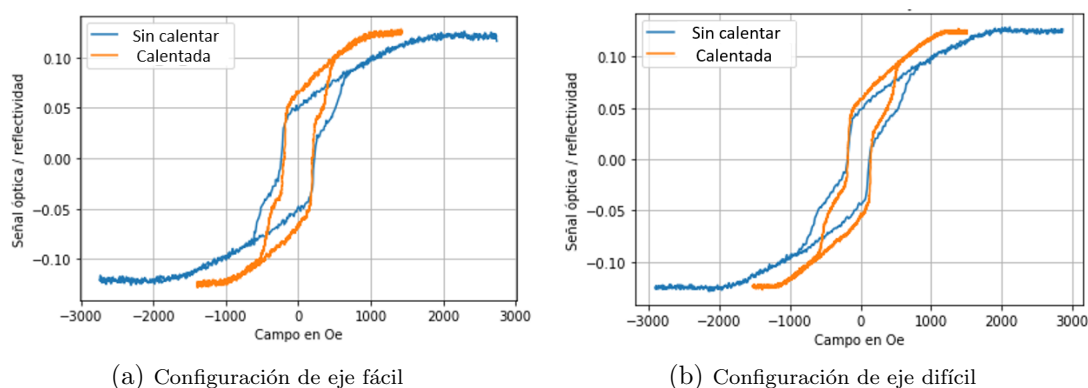 Sin calentar
Calentada
Señal óptica / reflectividad
0.10
0.05
0.00
−0.05
−0.10
−3000
−2000
−1000
0
1000
2000
3000
Campo en Oe
(a) Configuración de eje fácil
Sin calentar
Calentada
Señal óptica / reflectividad
0.10
0.05
0.00
−0.05
−0.10
−3000
−2000
−1000
0
1000
2000
3000
Campo en Oe
(b) Configuración de eje difícil